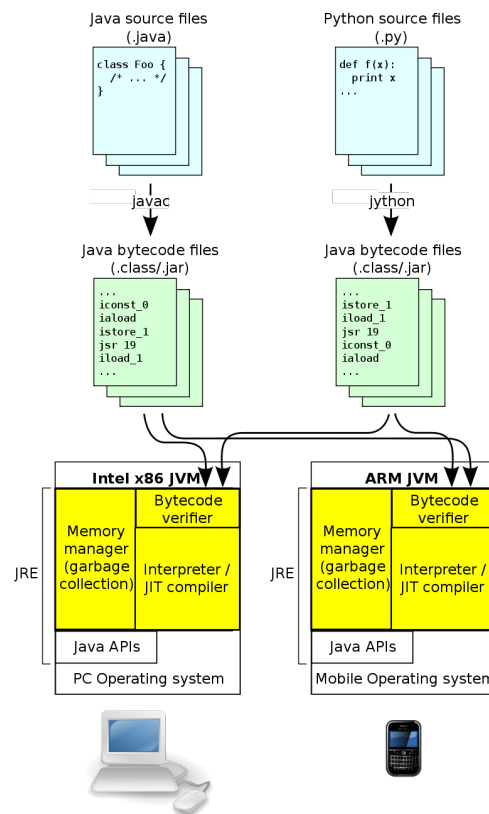 Java source files
(.java)
class Foo {
/* ... */
}
javac
Java bytecode files
(.class/.jar)
...
iconst_0
iaload
istore_1
jsr 19
iload_1
...
Python source files
(.py)
def f(x):
print x
...
jython
Java bytecode files
(.class/.jar)
...
istore_1
iload_1
jsr 19
iconst_0
iaload
...
Intel x86 JVM
JRE
Memory
manager
(garbage
collection)
Bytecode
verifier
Interpreter /
JIT compiler
Java APIs
PC Operating system
ARM JVM
JRE
Memory
manager
(garbage
collection)
Bytecode
verifier
Interpreter /
JIT compiler
Java APIs
Mobile Operating system